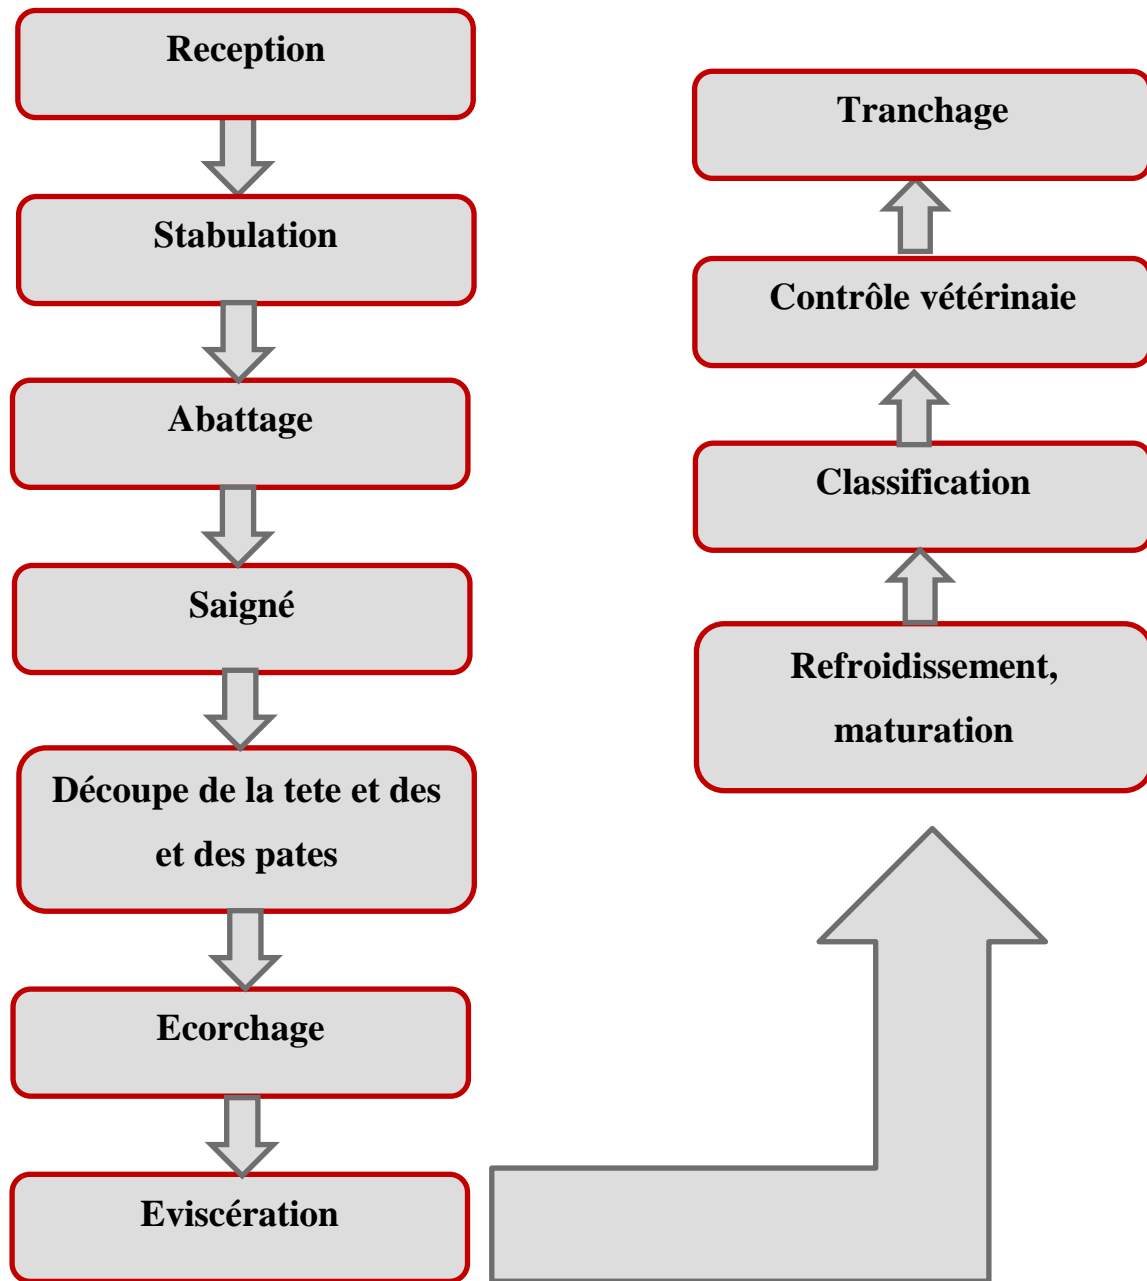 Reception
Stabulation
Abattage
Saigné
Découpe de la tete et des
et des pates
Ecorchage
Eviscération
Refroidissement,
maturation
Classification
Contrôle vétérinaie
Tranchage